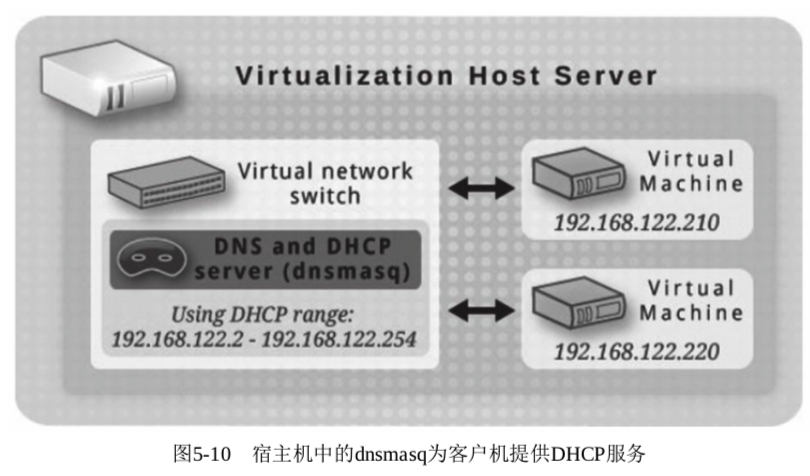 Virtualization Host Server
Virtual network
switch
DNS and DHCP
server (dnsmasq)
Using DHCP range:
192.168.122.2 - 192.168.122.254
Virtual
Machine
192.168.122.210
Virtual
Machine
192.168.122.220
图5-10 宿主机中的dnsmasq为客户机提供DHCP服务